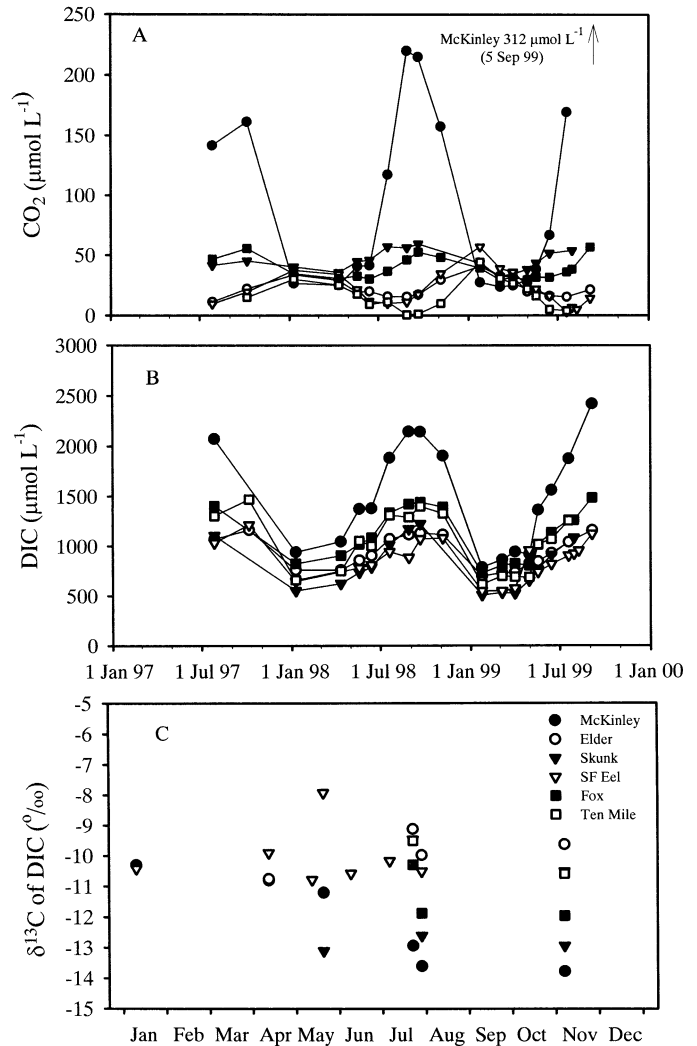 A
McKinley 312 μmol L⁻¹
(5 Sep 99)
CO₂ (μmol L⁻¹)
250
200
150
100
50
0
B
DIC (μmol L⁻¹)
3000
2500
2000
1500
1000
500
0
1 Jan 97 1 Jul 97 1 Jan 98 1 Jul 98 1 Jan 99 1 Jul 99 1 Jan 00
C
McKinley
Elder
Skunk
SF Eel
Fox
Ten Mile
δ¹³C of DIC (⁰/₀₀)
-5
-6
-7
-8
-9
-10
-11
-12
-13
-14
-15
Jan Feb Mar Apr May Jun Jul Aug Sep Oct Nov Dec